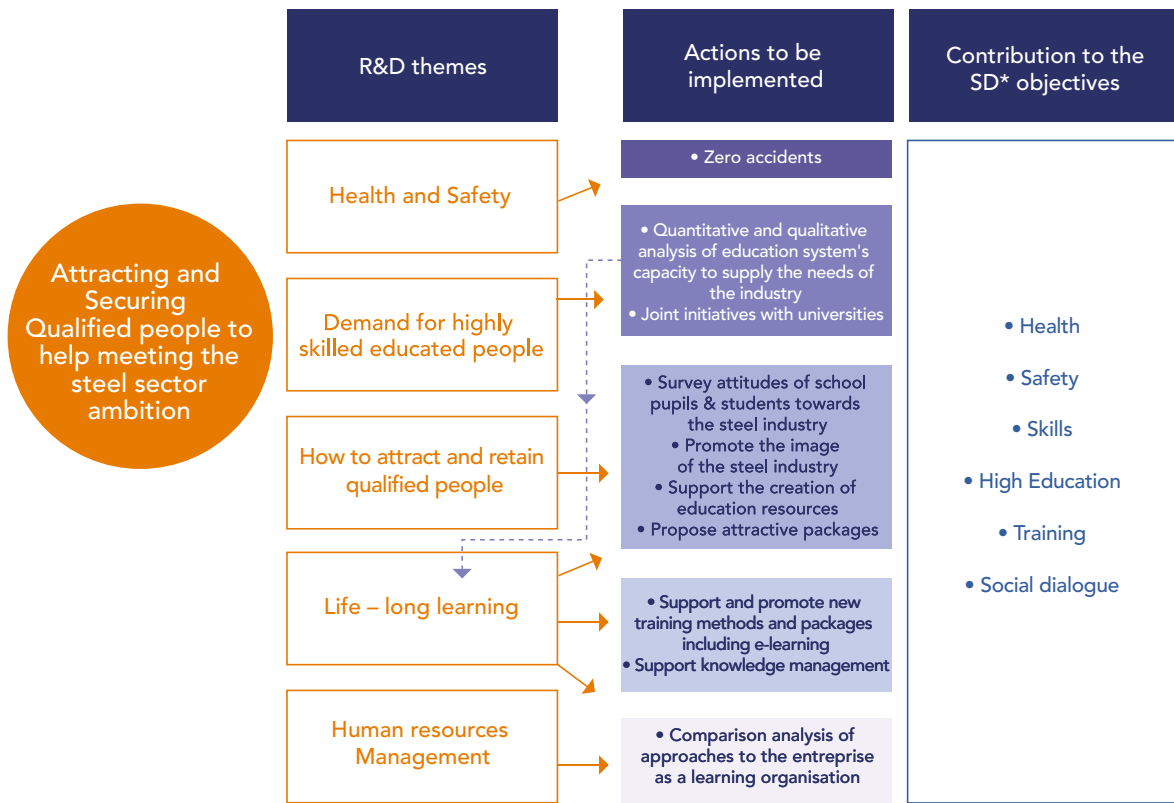 R&D themes
Actions to be
implemented
Contribution to the
SD* objectives
Attracting and
Securing
Qualified people to
help meeting the
steel sector
ambition
Health and Safety
Demand for highly
skilled educated people
How to attract and retain
qualified people
Life – long learning
Human resources
Management
• Zero accidents
• Quantitative and qualitative
analysis of education system's
capacity to supply the needs of
the industry
• Joint initiatives with universities
• Survey attitudes of school
pupils & students towards
the steel industry
• Promote the image
of the steel industry
• Support the creation of
education resources
• Propose attractive packages
• Support and promote new
training methods and packages
including e-learning
• Support knowledge management
• Comparison analysis of
approaches to the entreprise
as a learning organisation
• Health
• Safety
• Skills
• High Education
• Training
• Social dialogue